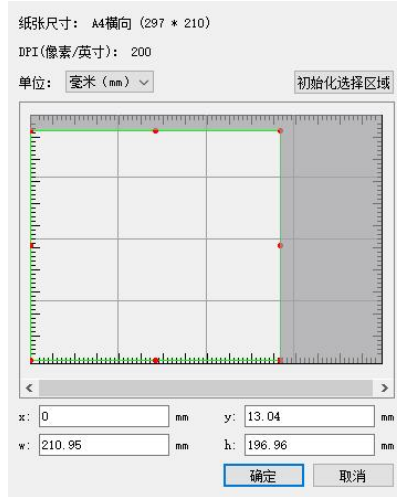 纸张尺寸: A4横向 (297 * 210)
DPI(像素/英寸): 200
单位: 毫米 (mm) 初始化选择区域
x: 0 mm y: 13.04 mm
w: 210.95 mm h: 196.96 mm
确定 取消